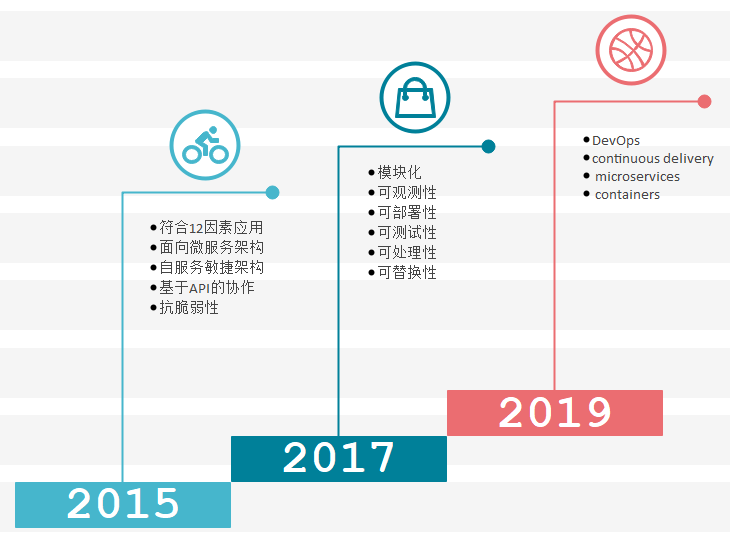 ● 符合12因素应用
● 面向微服务架构
● 自服务敏捷架构
● 基于API的协作
● 抗脆弱性
2015
● 模块化
● 可观测性
● 可部署性
● 可测试性
● 可处理性
● 可替换性
2017
● DevOps
● continuous delivery
● microservices
● containers
2019